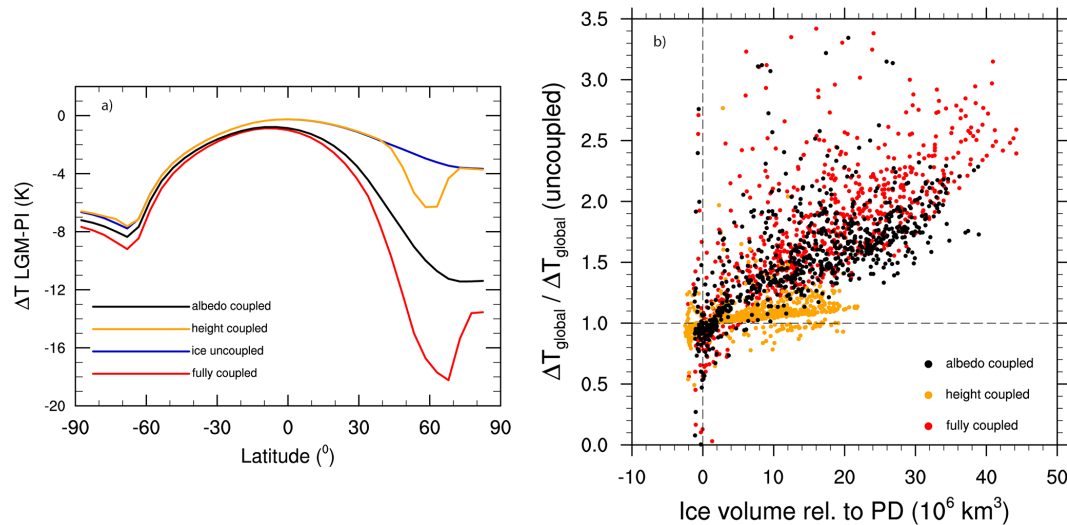 a)
ΔT LGM-PI (K)
0
-4
-8
-12
-16
-20
albedo coupled
height coupled
ice uncoupled
fully coupled
-90
-60
-30
0
30
60
90
Latitude (⁰)
b)
ΔT_global / ΔT_global (uncoupled)
3.5
3.0
2.5
2.0
1.5
1.0
0.5
0.0
albedo coupled
height coupled
fully coupled
-10
0
10
20
30
40
50
Ice volume rel. to PD (10⁶ km³)